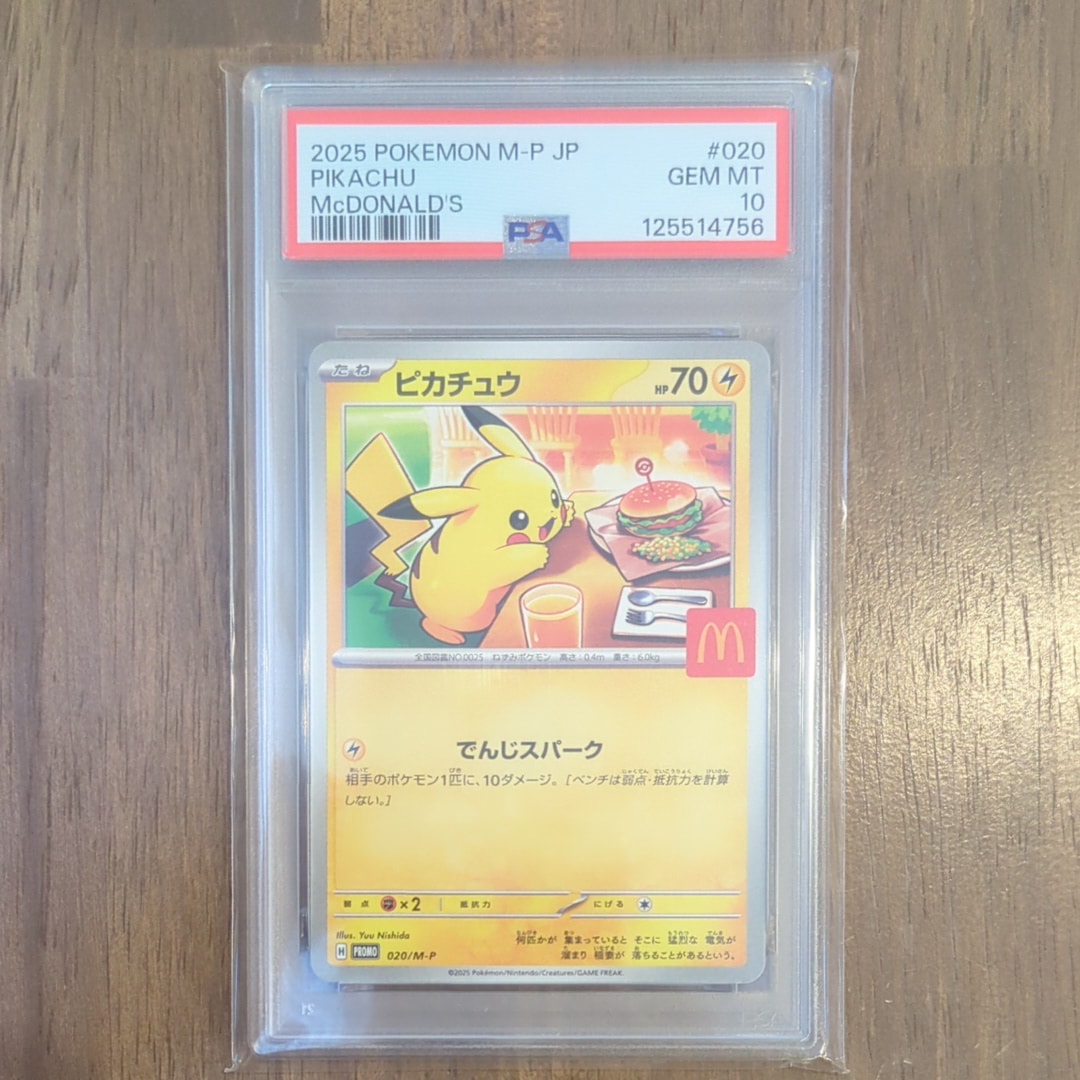 2025 POKEMON M-P JP #020
PIKACHU GEM MT
McDONALD'S 10
PSA 125514756
たね ピカチュウ HP70
M
全国図鑑NO.0025 ねずみポケモン 高さ:0.4m 重さ:6.0kg
でんじスパーク
相手のポケモン1匹に、10ダメージ。[ベンチは弱点・抵抗力を計算
しない。]
弱点 ×2 抵抗力 にげる
Illus. Yuu Nishida
何匹かが 集まっていると そこに 猛烈な 電気が
溜まり 稲妻が 落ちることがあるという。
H PROMO 020/M-P
©2025 Pokémon/Nintendo/Creatures/GAME FREAK.